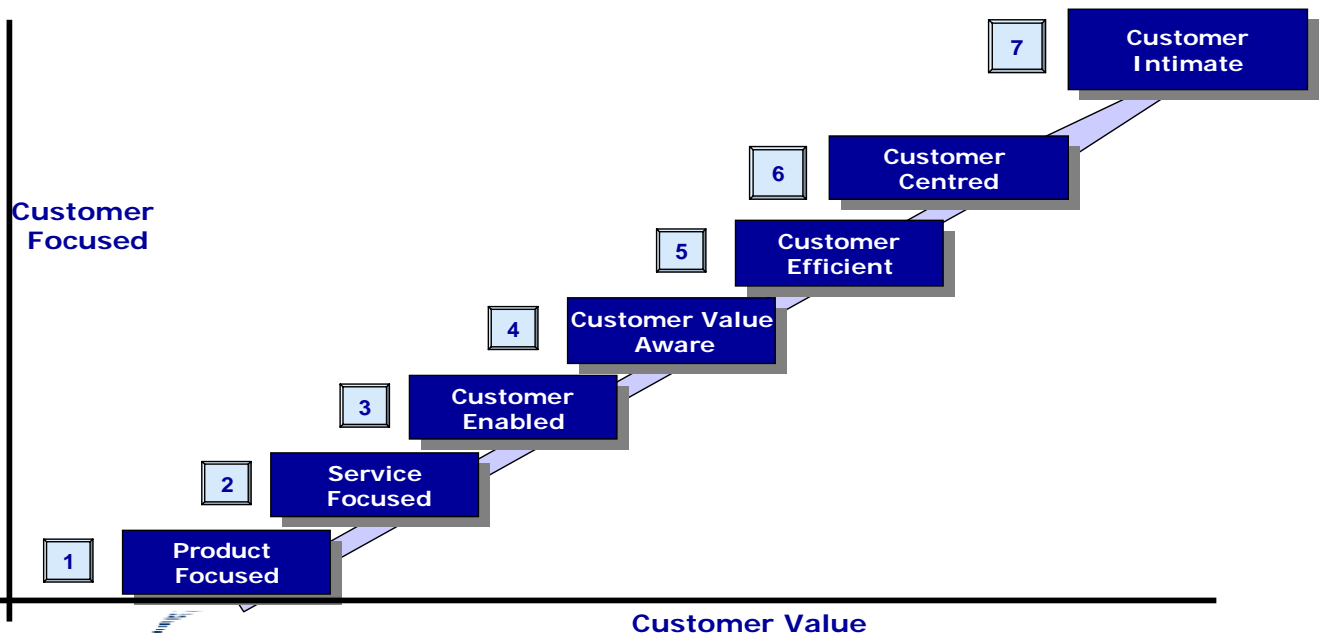 7
Customer
Intimate
6
Customer
Centred
Customer
Focused
5
Customer
Efficient
4
Customer Value
Aware
3
Customer
Enabled
2
Service
Focused
1
Product
Focused
Customer Value